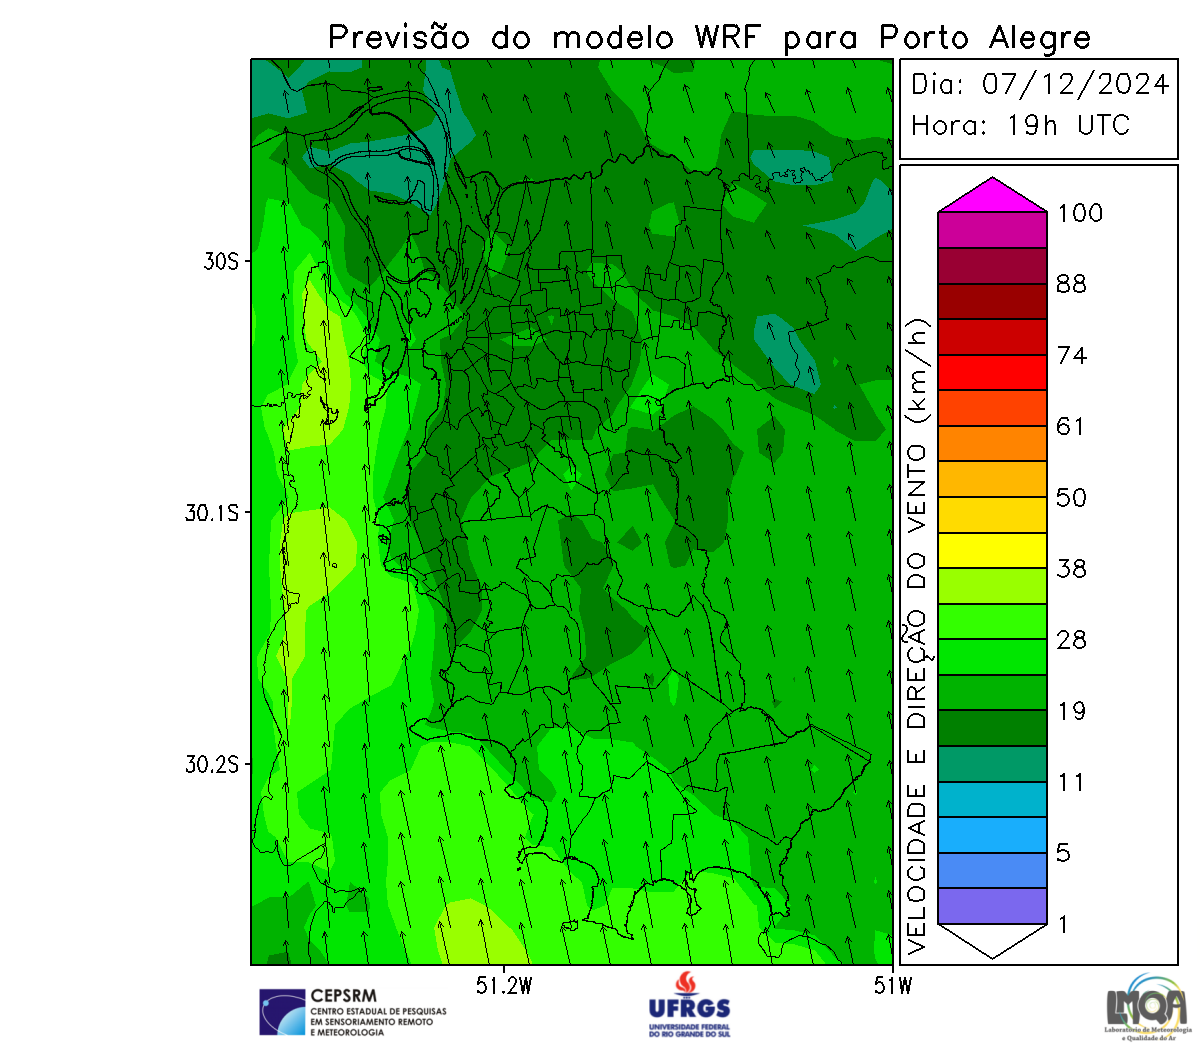 Previsão do modelo WRF para Porto Alegre
Dia: 07/12/2024
Hora: 19h UTC
100
88
74
61
50
38
28
19
11
5
1
VELOCIDADE E DIREÇÃO DO VENTO (km/h)
30S
30.1S
30.2S
51.2W
51W
CEPSRM
CENTRO ESTADUAL DE PESQUISAS
EM SENSORIAMENTO REMOTO
E METEOROLOGIA
UFRGS
UNIVERSIDADE FEDERAL
DO RIO GRANDE DO SUL
LMQA
Laboratório de Meteorologia
e Qualidade do Ar